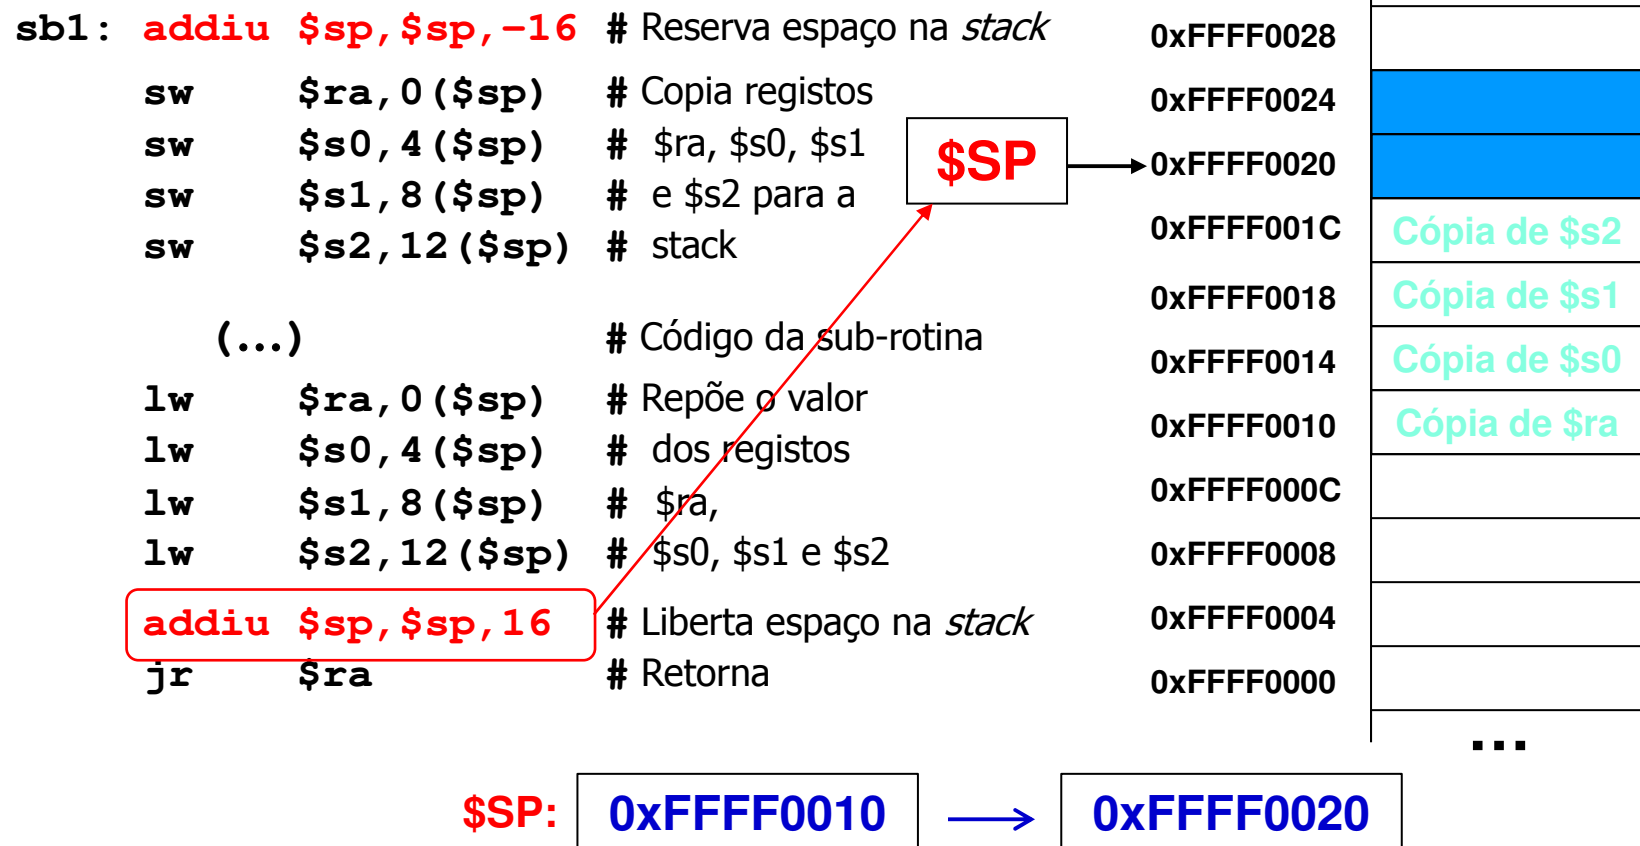 sb1: addiu $sp,$sp,-16 # Reserva espaço na stack
sw $ra,0($sp) # Copia registos
sw $s0,4($sp) # $ra, $s0, $s1
sw $s1,8($sp) # e $s2 para a
sw $s2,12($sp) # stack
(...) # Código da sub-rotina
lw $ra,0($sp) # Repõe o valor
lw $s0,4($sp) # dos registos
lw $s1,8($sp) # $ra,
lw $s2,12($sp) # $s0, $s1 e $s2
addiu $sp,$sp,16 # Liberta espaço na stack
jr $ra # Retorna
$SP
0xFFFF0028
0xFFFF0024
0xFFFF0020
0xFFFF001C Cópia de $s2
0xFFFF0018 Cópia de $s1
0xFFFF0014 Cópia de $s0
0xFFFF0010 Cópia de $ra
0xFFFF000C
0xFFFF0008
0xFFFF0004
0xFFFF0000
...
$SP: 0xFFFF0010 → 0xFFFF0020